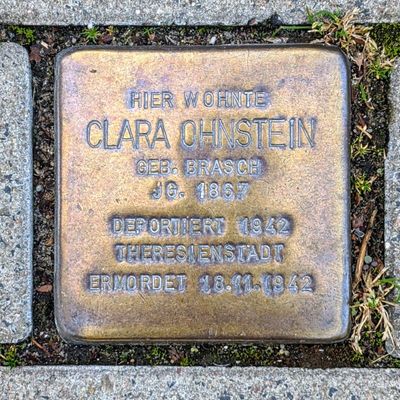 HIER WOHNTE
CLARA OHNSTEIN
GEB. BRASCH
JG. 1867
DEPORTIERT 1942
THERESIENSTADT
ERMORDET 18.11.1942